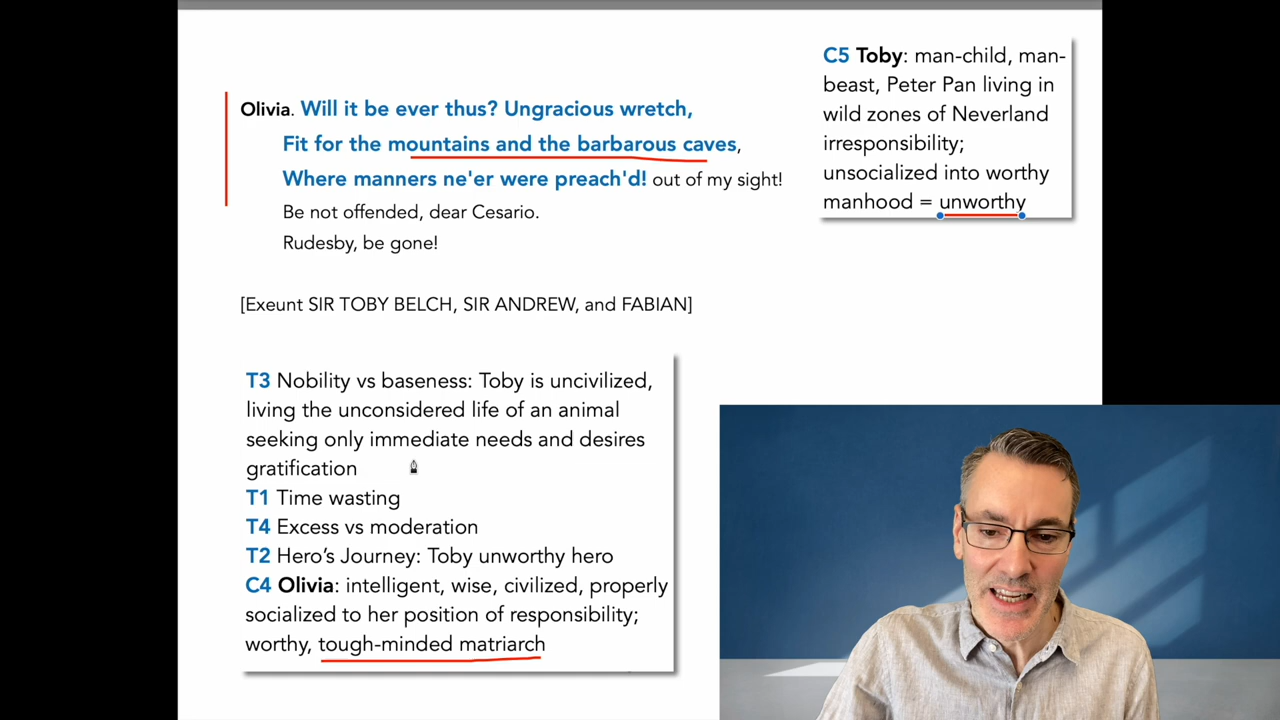 Olivia. Will it be ever thus? Ungracious wretch,
Fit for the mountains and the barbarous caves,
Where manners ne'er were preach'd! out of my sight!
Be not offended, dear Cesario.
Rudesby, be gone!
[Exeunt SIR TOBY BELCH, SIR ANDREW, and FABIAN]
C5 Toby: man-child, man-
beast, Peter Pan living in
wild zones of Neverland
irresponsibility;
unsocialized into worthy
manhood = unworthy
T3 Nobility vs baseness: Toby is uncivilized,
living the unconsidered life of an animal
seeking only immediate needs and desires
gratification
T1 Time wasting
T4 Excess vs moderation
T2 Hero’s Journey: Toby unworthy hero
C4 Olivia: intelligent, wise, civilized, properly
socialized to her position of responsibility;
worthy, tough-minded matriarch